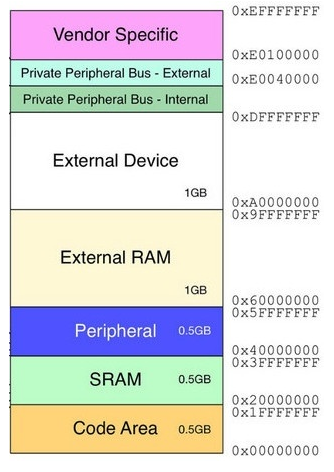 0xEFFFFFFF
Vendor Specific
0xE0100000
Private Peripheral Bus - External
0xE0040000
Private Peripheral Bus - Internal
0xDFFFFFFF
External Device
1GB
0xA0000000
0x9FFFFFFF
External RAM
1GB
0x60000000
0x5FFFFFFF
Peripheral 0.5GB
0x40000000
0x3FFFFFFF
SRAM 0.5GB
0x20000000
0x1FFFFFFF
Code Area 0.5GB
0x00000000